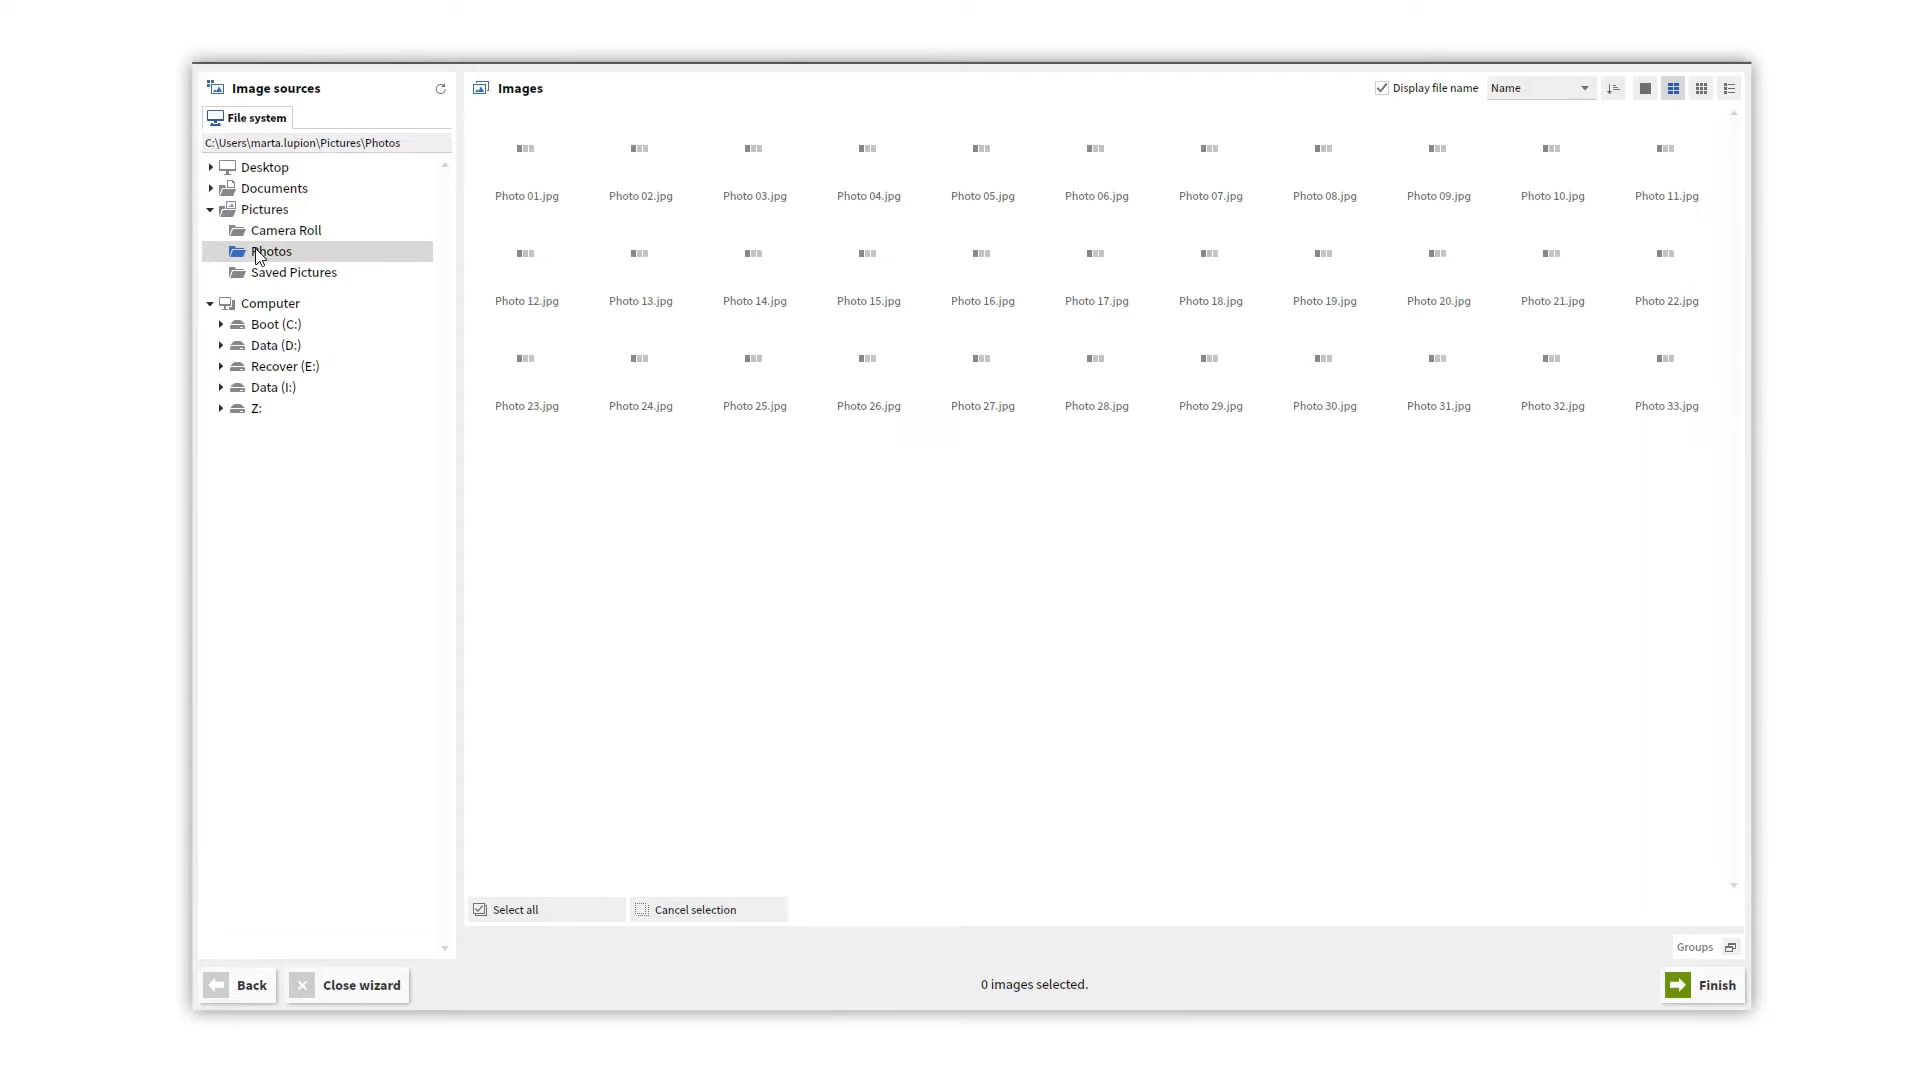 Image sources
File system
C:\Users\marta.lupion\Pictures\Photos
Desktop
Documents
Pictures
Camera Roll
Photos
Saved Pictures
Computer
Boot (C:)
Data (D:)
Recover (E:)
Data (I:)
Z:
Images
Display file name
Name
Photo 01.jpg Photo 02.jpg Photo 03.jpg Photo 04.jpg Photo 05.jpg Photo 06.jpg Photo 07.jpg Photo 08.jpg Photo 09.jpg Photo 10.jpg Photo 11.jpg
Photo 12.jpg Photo 13.jpg Photo 14.jpg Photo 15.jpg Photo 16.jpg Photo 17.jpg Photo 18.jpg Photo 19.jpg Photo 20.jpg Photo 21.jpg Photo 22.jpg
Photo 23.jpg Photo 24.jpg Photo 25.jpg Photo 26.jpg Photo 27.jpg Photo 28.jpg Photo 29.jpg Photo 30.jpg Photo 31.jpg Photo 32.jpg Photo 33.jpg
Select all
Cancel selection
Groups
Back
Close wizard
0 images selected.
Finish